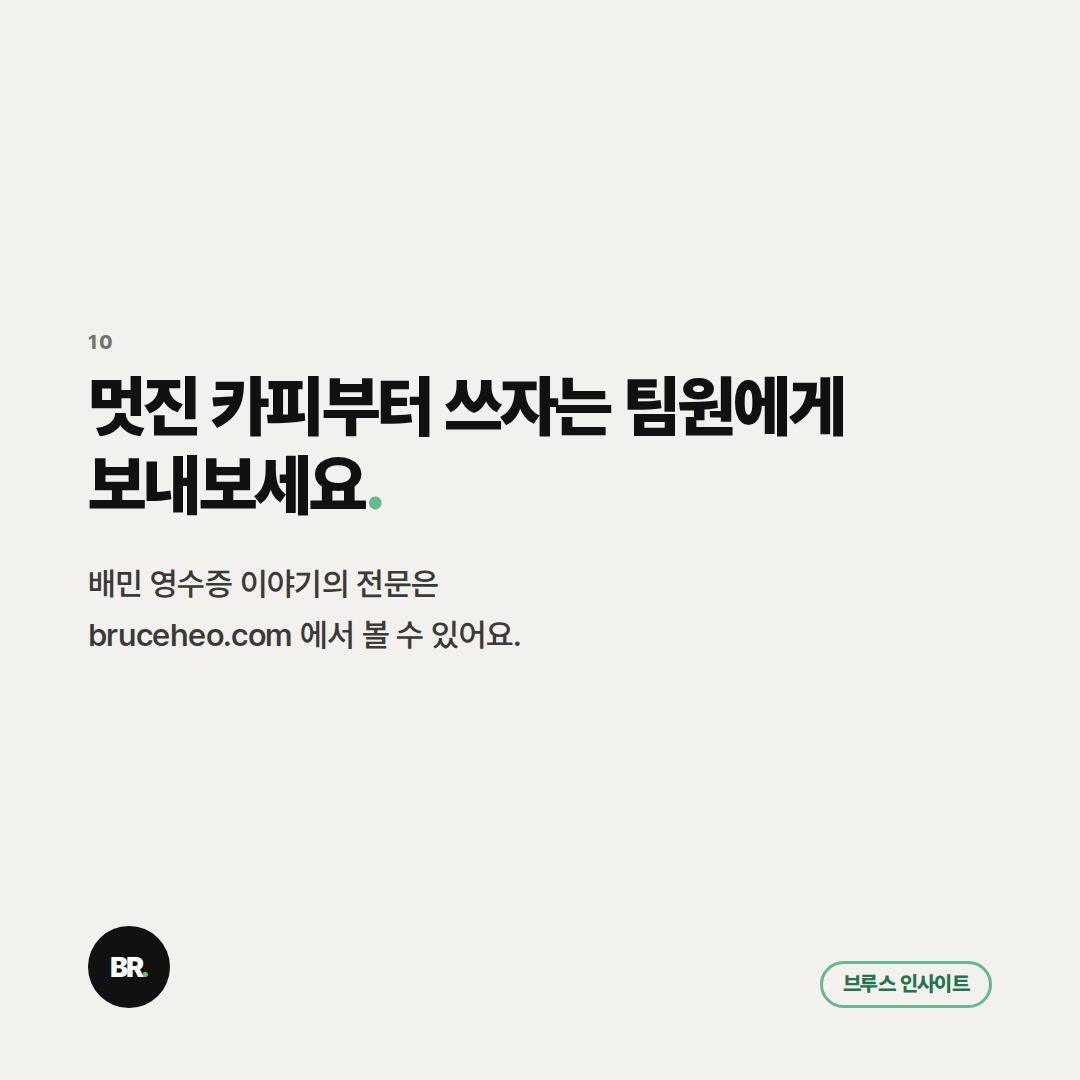 10
멋진 카피부터 쓰자는 팀원에게
보내보세요.
배민 영수증 이야기의 전문은
bruceheo.com 에서 볼 수 있어요.
BR.
브루스 인사이트